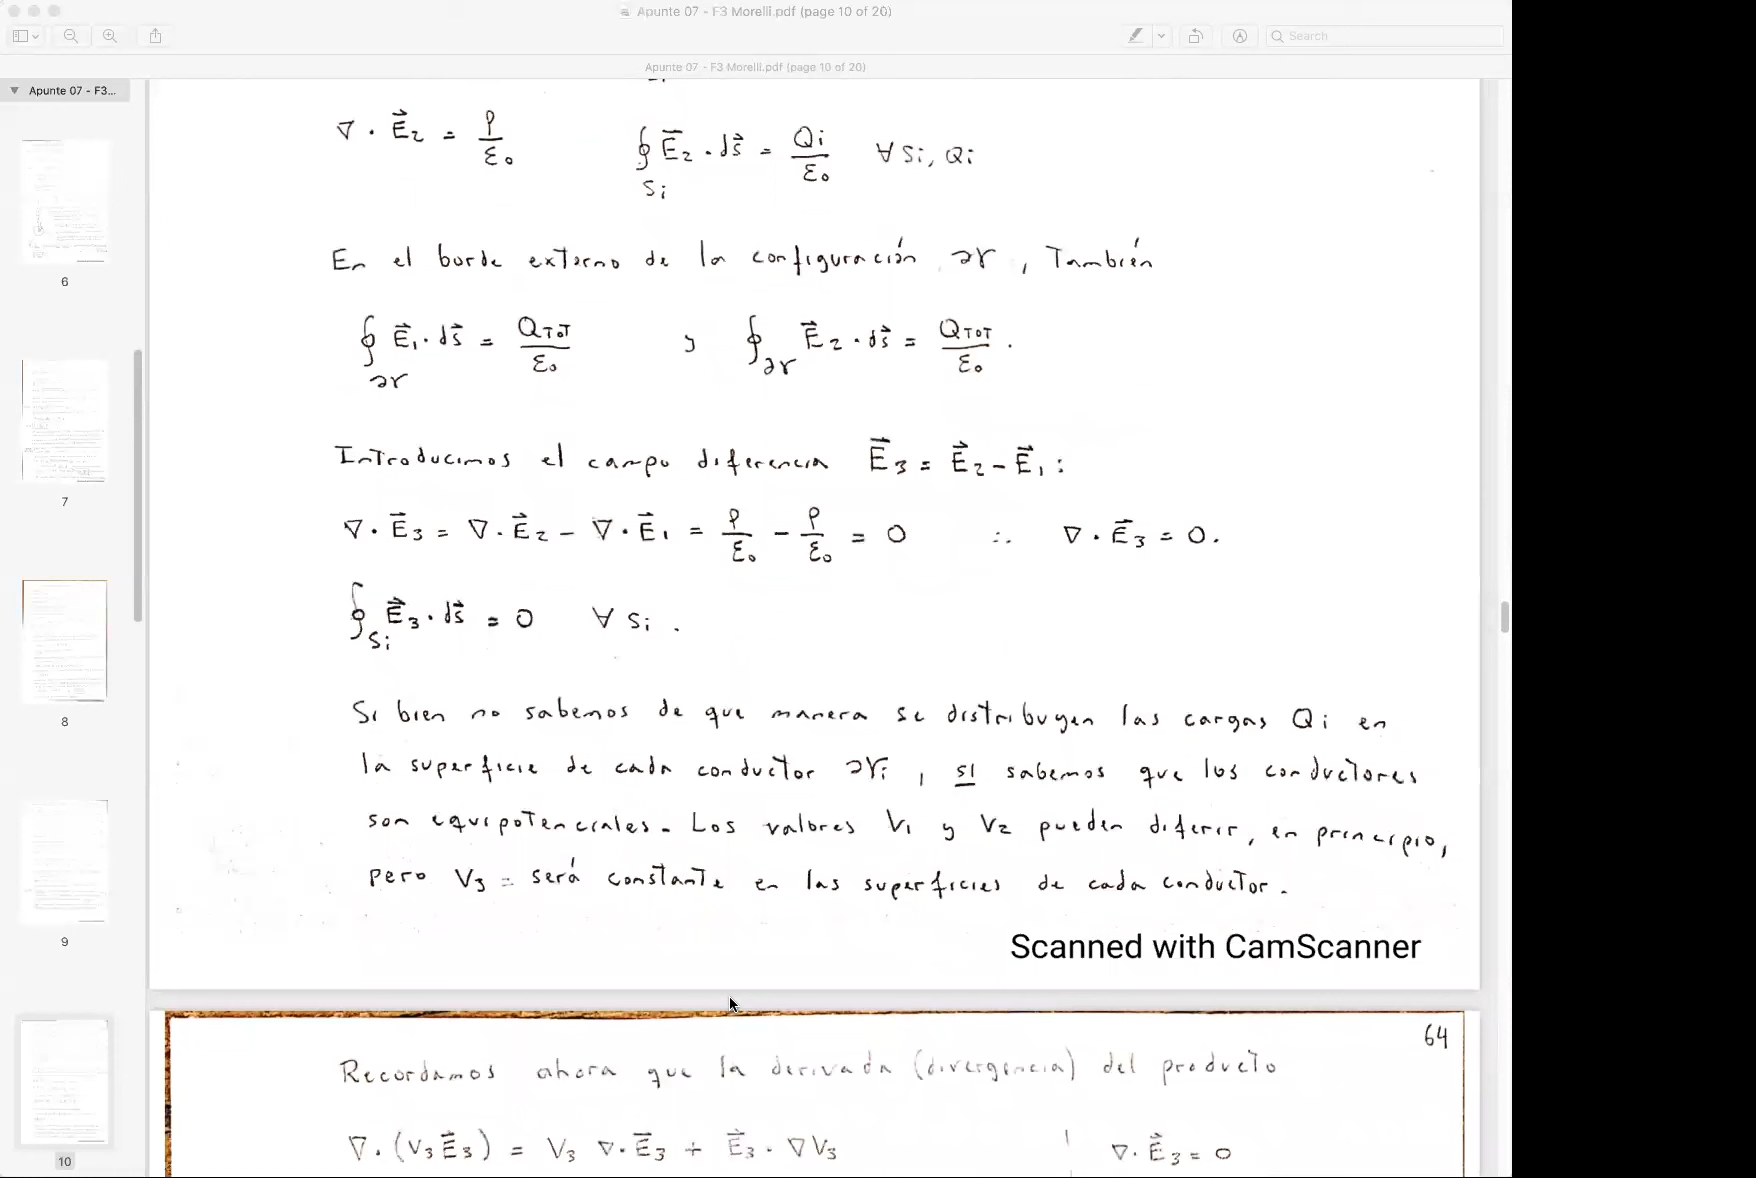 Apunte 07 - F3 Morelli.pdf (page 10 of 20)
Search
Apunte 07 - F3 Morelli.pdf (page 10 of 20)
Apunte 07 - F3...
6
7
8
9
10
∇ · E⃗₂ = ρ/ε₀    ∮_Si E⃗₂ · ds⃗ = Qi/ε₀  ∀ Si, Qi
En el borde externo de la configuración ∂γ, También
∮_∂γ E⃗₁ · ds⃗ = Q_TOT/ε₀  y  ∮_∂γ E⃗₂ · ds⃗ = Q_TOT/ε₀ .
Introducimos el campo diferencia E⃗₃ = E⃗₂ − E⃗₁ :
∇ · E⃗₃ = ∇ · E⃗₂ − ∇ · E⃗₁ = ρ/ε₀ − ρ/ε₀ = 0  ∴  ∇ · E⃗₃ = 0.
∮_Si E⃗₃ · ds⃗ = 0  ∀ Si .
Si bien no sabemos de que manera se distribuyen las cargas Qi en
la superficie de cada conductor ∂γi, sí sabemos que los conductores
son equipotenciales. Los valores V₁ y V₂ pueden diferir, en principio,
pero V₃ = será constante en las superficies de cada conductor.
Scanned with CamScanner
64
Recordamos ahora que la derivada (divergencia) del producto
∇ · (V₃E⃗₃) = V₃ ∇ · E⃗₃ + E⃗₃ · ∇V₃  |  ∇ · E⃗₃ = 0